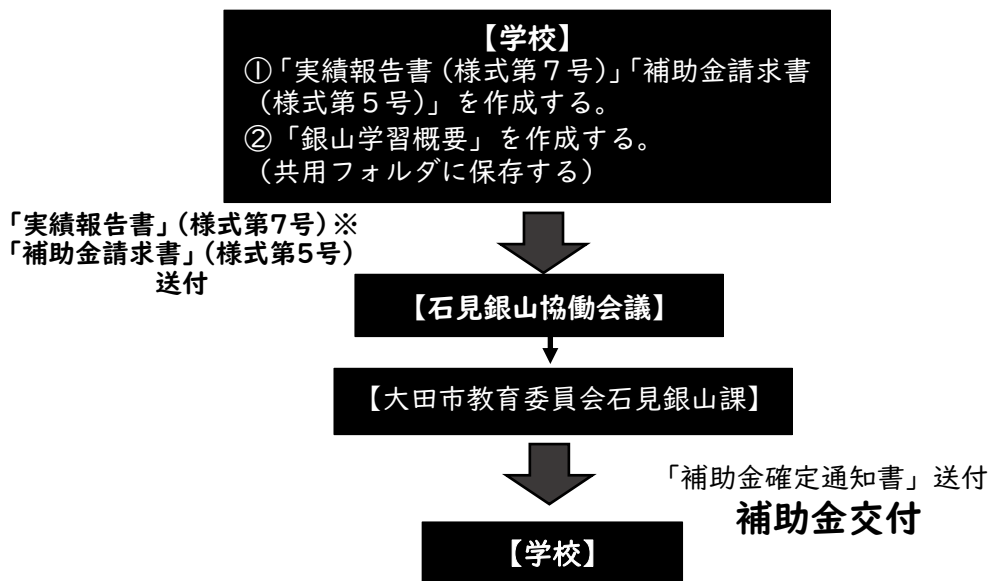 【学校】
①「実績報告書（様式第７号）」「補助金請求書
（様式第５号）」を作成する。
②「銀山学習概要」を作成する。
（共用フォルダに保存する）
「実績報告書」（様式第7号）※
「補助金請求書」（様式第5号）
送付
【石見銀山協働会議】
【大田市教育委員会石見銀山課】
「補助金確定通知書」送付
補助金交付
【学校】